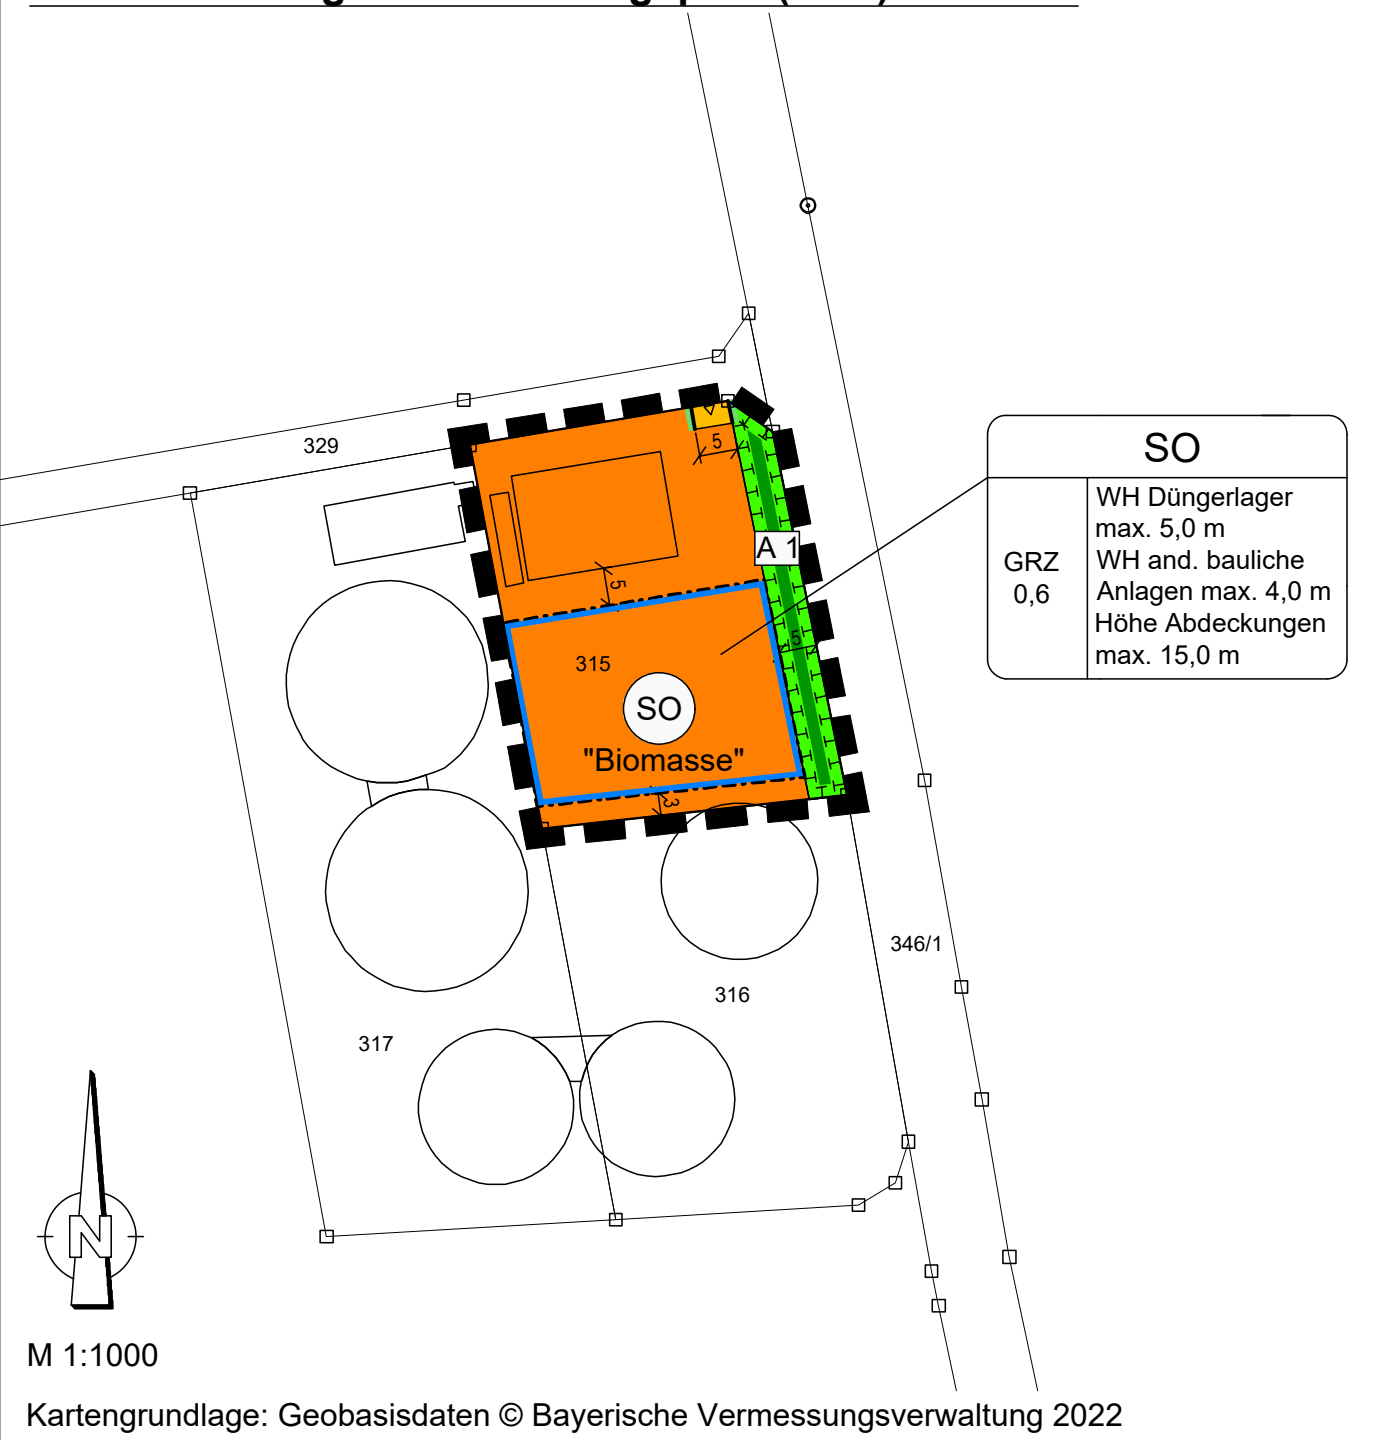 329
5
SO
WH Düngerlager
max. 5,0 m
WH and. bauliche
Anlagen max. 4,0 m
Höhe Abdeckungen
max. 15,0 m
GRZ
0,6
A 1
5
5
315
SO
"Biomasse"
3
346/1
316
317
N
M 1:1000
Kartengrundlage: Geobasisdaten © Bayerische Vermessungsverwaltung 2022